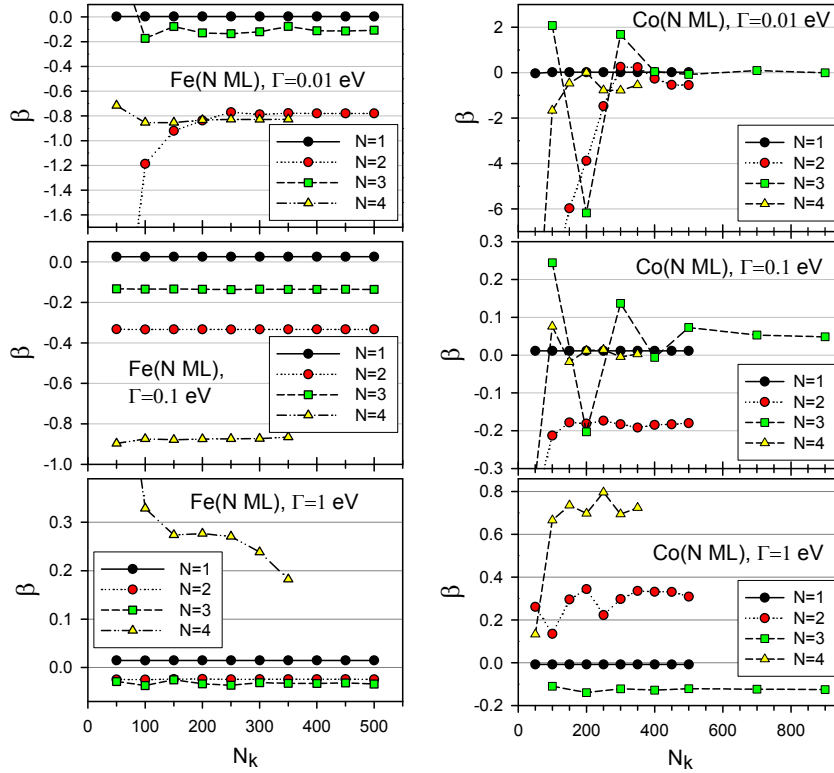 0.0
-0.2
-0.4
-0.6
-0.8
-1.0
-1.2
-1.4
-1.6
β
Fe(N ML), Γ=0.01 eV
N=1
N=2
N=3
N=4
2
0
-2
-4
-6
β
Co(N ML), Γ=0.01 eV
N=1
N=2
N=3
N=4
0.0
-0.2
-0.4
-0.6
-0.8
-1.0
β
Fe(N ML),
Γ=0.1 eV
N=1
N=2
N=3
N=4
0.3
0.2
0.1
0.0
-0.1
-0.2
-0.3
β
Co(N ML), Γ=0.1 eV
N=1
N=2
N=3
N=4
0.3
0.2
0.1
0.0
β
Fe(N ML), Γ=1 eV
N=1
N=2
N=3
N=4
0 100 200 300 400 500
Nk
0.8
0.6
0.4
0.2
0.0
-0.2
β
Co(N ML), Γ=1 eV
N=1
N=2
N=3
N=4
0 200 400 600 800
Nk